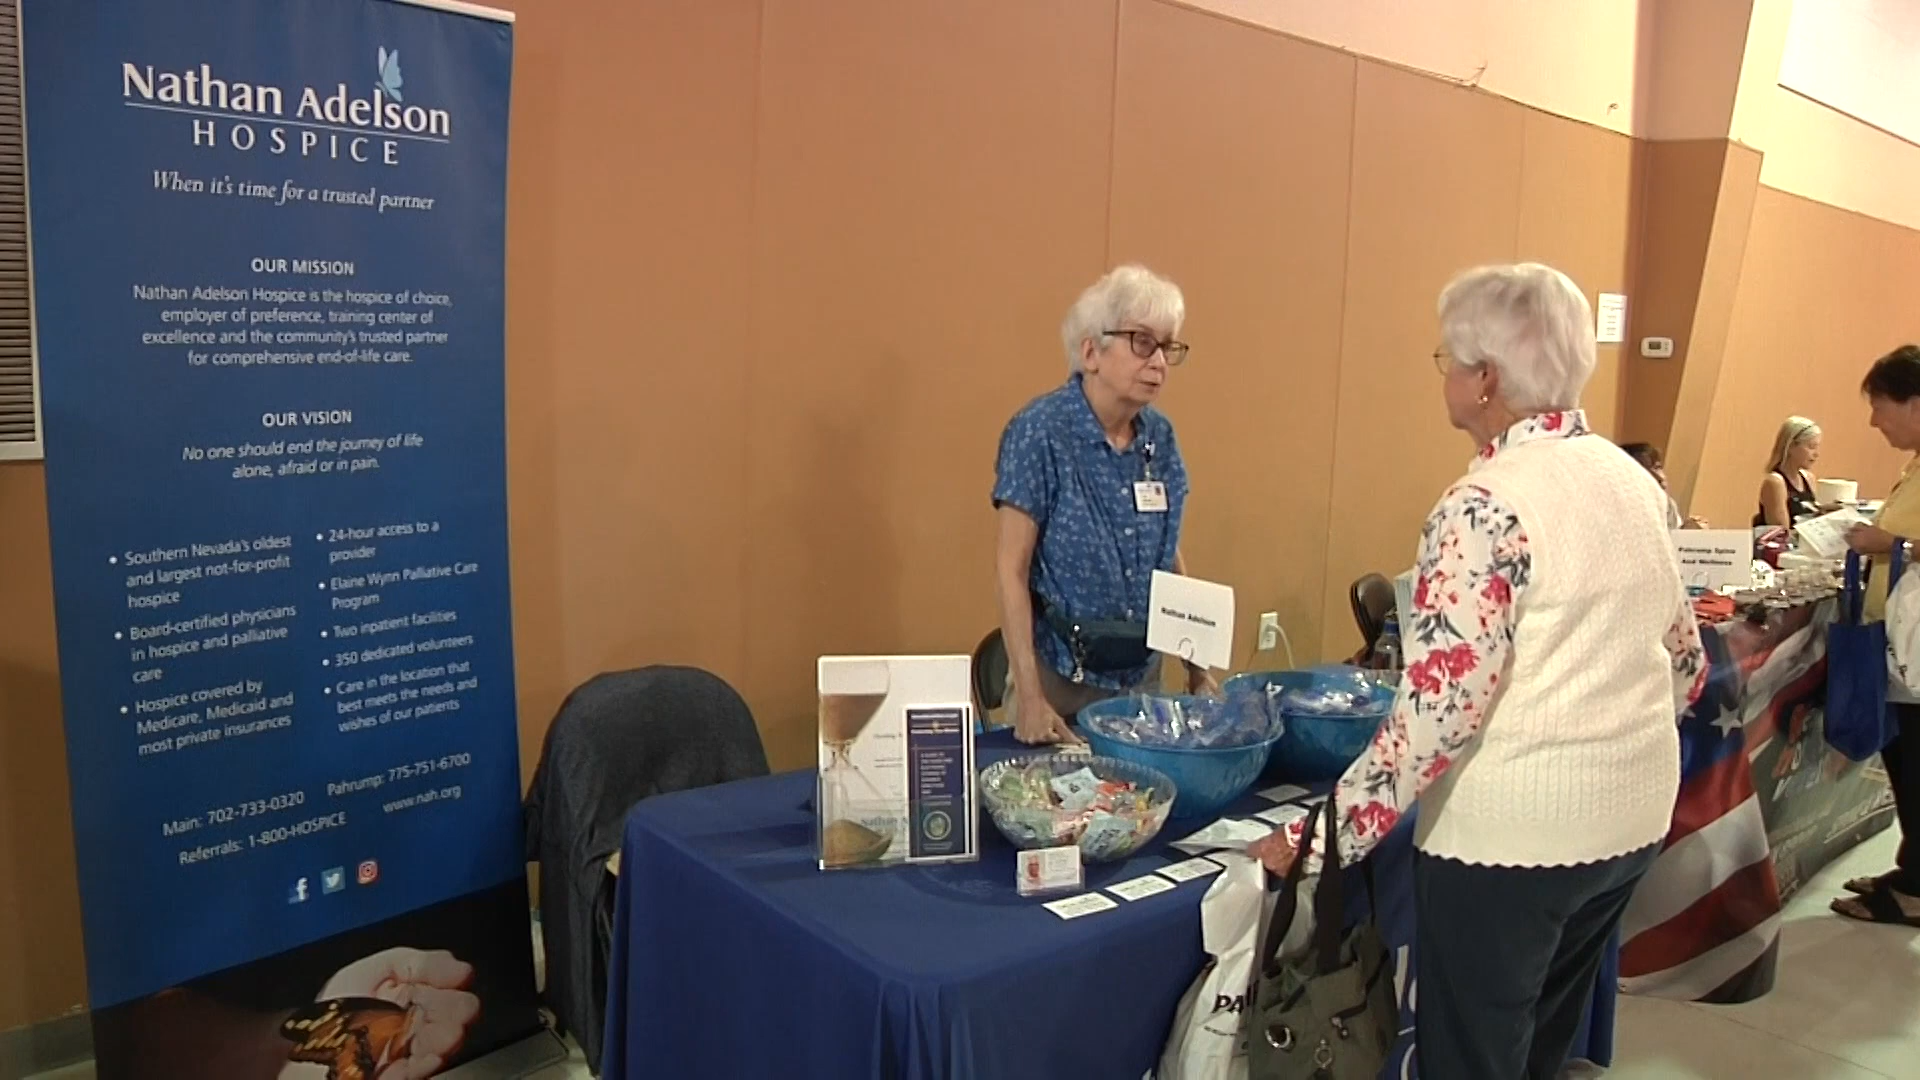 Nathan Adelson
HOSPICE
When it's time for a trusted partner
OUR MISSION
Nathan Adelson Hospice is the hospice of choice,
employer of preference, training center of
excellence and the community's trusted partner
for comprehensive end-of-life care.
OUR VISION
No one should end the journey of life
alone, afraid or in pain.
• Southern Nevada's oldest
and largest not-for-profit
hospice
• Board-certified physicians
in hospice and palliative
care
• Hospice covered by
Medicare, Medicaid and
most private insurances
• 24-hour access to a
provider
• Elaine Wynn Palliative Care
Program
• Two inpatient facilities
• 350 dedicated volunteers
• Care in the location that
best meets the needs and
wishes of our patients
Main: 702-733-0320
Pahrump: 775-751-6700
Referrals: 1-800-HOSPICE
www.nah.org
Nathan Adelson
Pahrump Spine
And Wellness
Nathan
PA